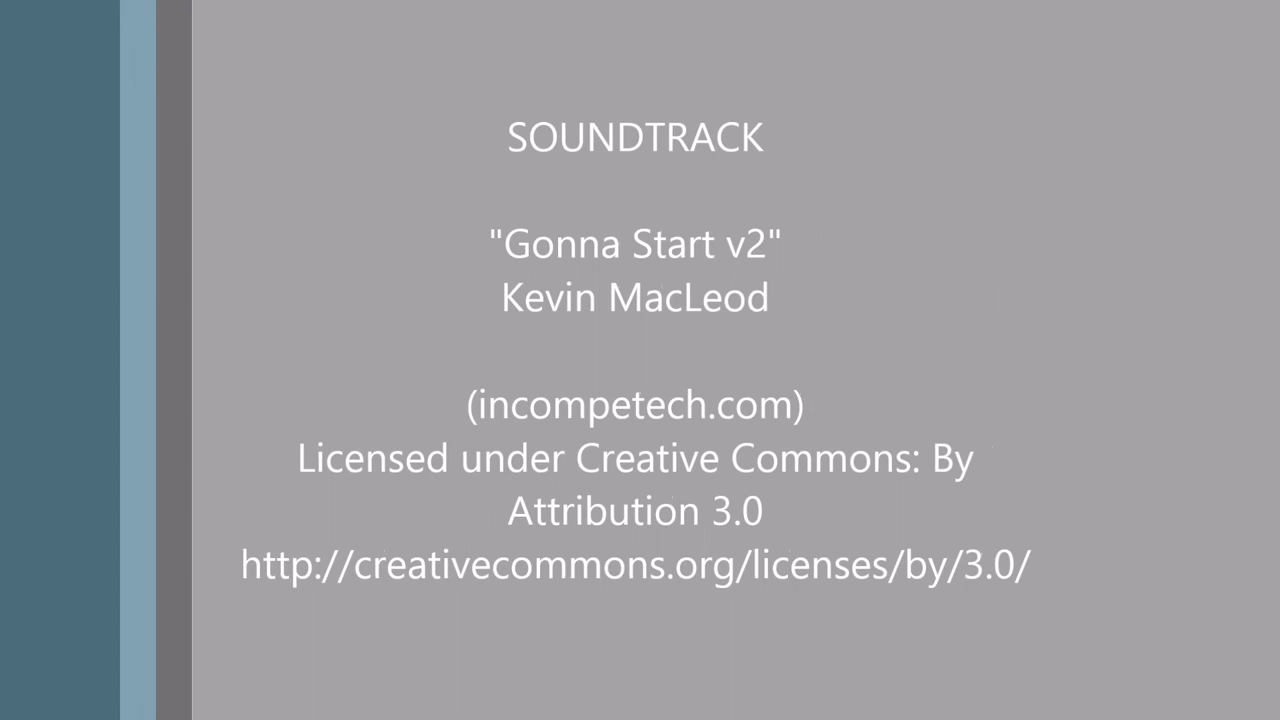 SOUNDTRACK
"Gonna Start v2"
Kevin MacLeod
(incompetech.com)
Licensed under Creative Commons: By
Attribution 3.0
http://creativecommons.org/licenses/by/3.0/